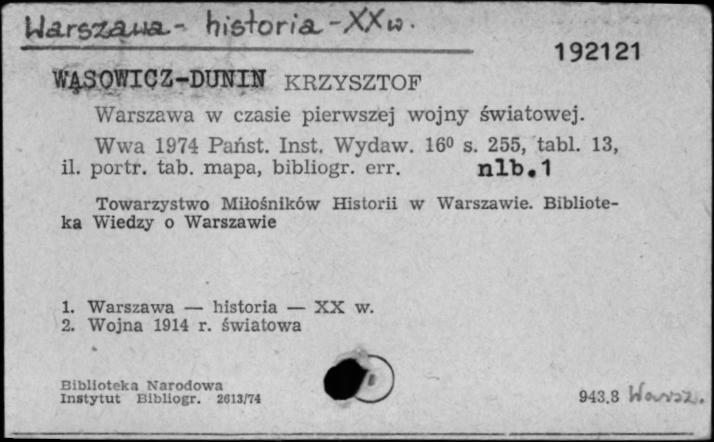 Warszawa - historia - XX w.
192121
WĄSOWICZ-DUNIN KRZYSZTOF
Warszawa w czasie pierwszej wojny światowej.
Wwa 1974 Państ. Inst. Wydaw. 16⁰ s. 255, tabl. 13,
il. portr. tab. mapa, bibliogr. err. nlb.1
Towarzystwo Miłośników Historii w Warszawie. Bibliote-
ka Wiedzy o Warszawie
1. Warszawa — historia — XX w.
2. Wojna 1914 r. światowa
Biblioteka Narodowa
Instytut Bibliogr. 2613/74
943.8 Warsz.